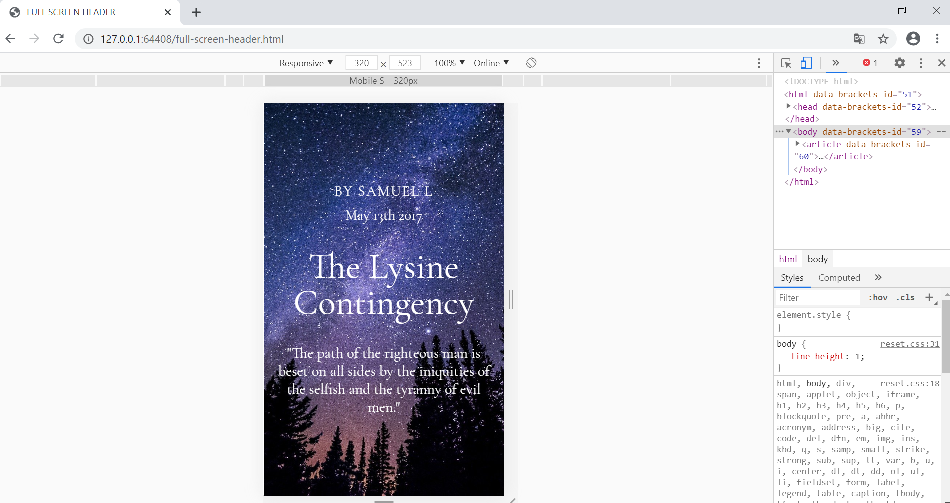 FULL SCREEN HEADER
127.0.0.1:64408/full-screen-header.html
Responsive ▼ 320 × 523 100% ▼ Online ▼
1
Mobile S – 320px
BY SAMUEL L
May 13th 2017
The Lysine
Contingency
"The path of the righteous man is
beset on all sides by the iniquities of
the selfish and the tyranny of evil
men."
<!DOCTYPE html>
<html data-brackets-id="51">
▶<head data-brackets-id="52">…
</head>
▼<body data-brackets-id="59"> ==
▶<article data-brackets-id=
"60">…</article>
</body>
</html>
html body
Styles Computed »
Filter :hov .cls +
element.style {
}
body { reset.css:31
line-height: 1;
}
html, body, div, reset.css:18
span, applet, object, iframe,
h1, h2, h3, h4, h5, h6, p,
blockquote, pre, a, abbr,
acronym, address, big, cite,
code, del, dfn, em, img, ins,
kbd, q, s, samp, small, strike,
strong, sub, sup, tt, var, b, u,
i, center, dl, dt, dd, ol, ul,
li, fieldset, form, label,
legend, table, caption, tbody,